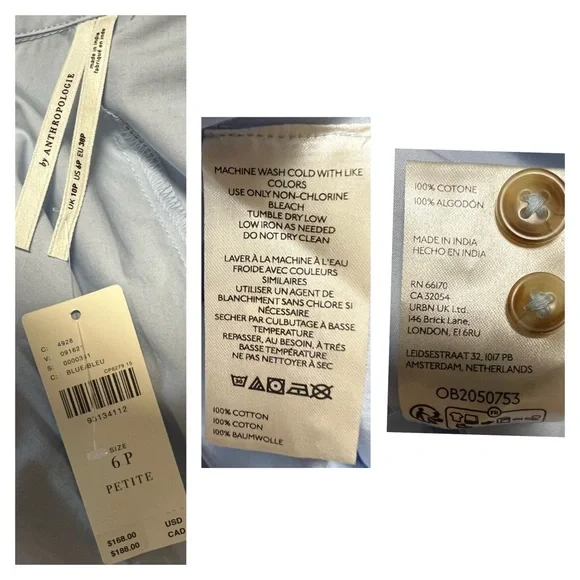 by ANTHROPOLOGIE
made in india
fabriqué en inde
UK 10P US 6P EU 38P
C: 4928
V: 09182
S: 0000311
C: BLUE/BLEU
CP6279 15
93134112
SIZE
6 P
PETITE
USD $168.00
CAD $188.00
MACHINE WASH COLD WITH LIKE
COLORS
USE ONLY NON-CHLORINE
BLEACH
TUMBLE DRY LOW
LOW IRON AS NEEDED
DO NOT DRY CLEAN
LAVER À LA MACHINE À L'EAU
FROIDE AVEC COULEURS
SIMILAIRES
UTILISER UN AGENT DE
BLANCHIMENT SANS CHLORE SI
NÉCESSAIRE
SECHER PAR CULBUTAGE À BASSE
TEMPERATURE
REPASSER, AU BESOIN, À
BASSE TEMPÉRATURE
NE PAS NETTOYER À SEC
100% COTTON
100% COTON
100% BAUMWOLLE
100% COTONE
100% ALGODÓN
MADE IN INDIA
HECHO EN INDIA
RN 66170
CA 32054
URBN UK Ltd.
146 Brick Lane,
LONDON, E1 6RU
LEIDSESTRAAT 32, 1017 PB
AMSTERDAM, NETHERLANDS
OB2050753
FR